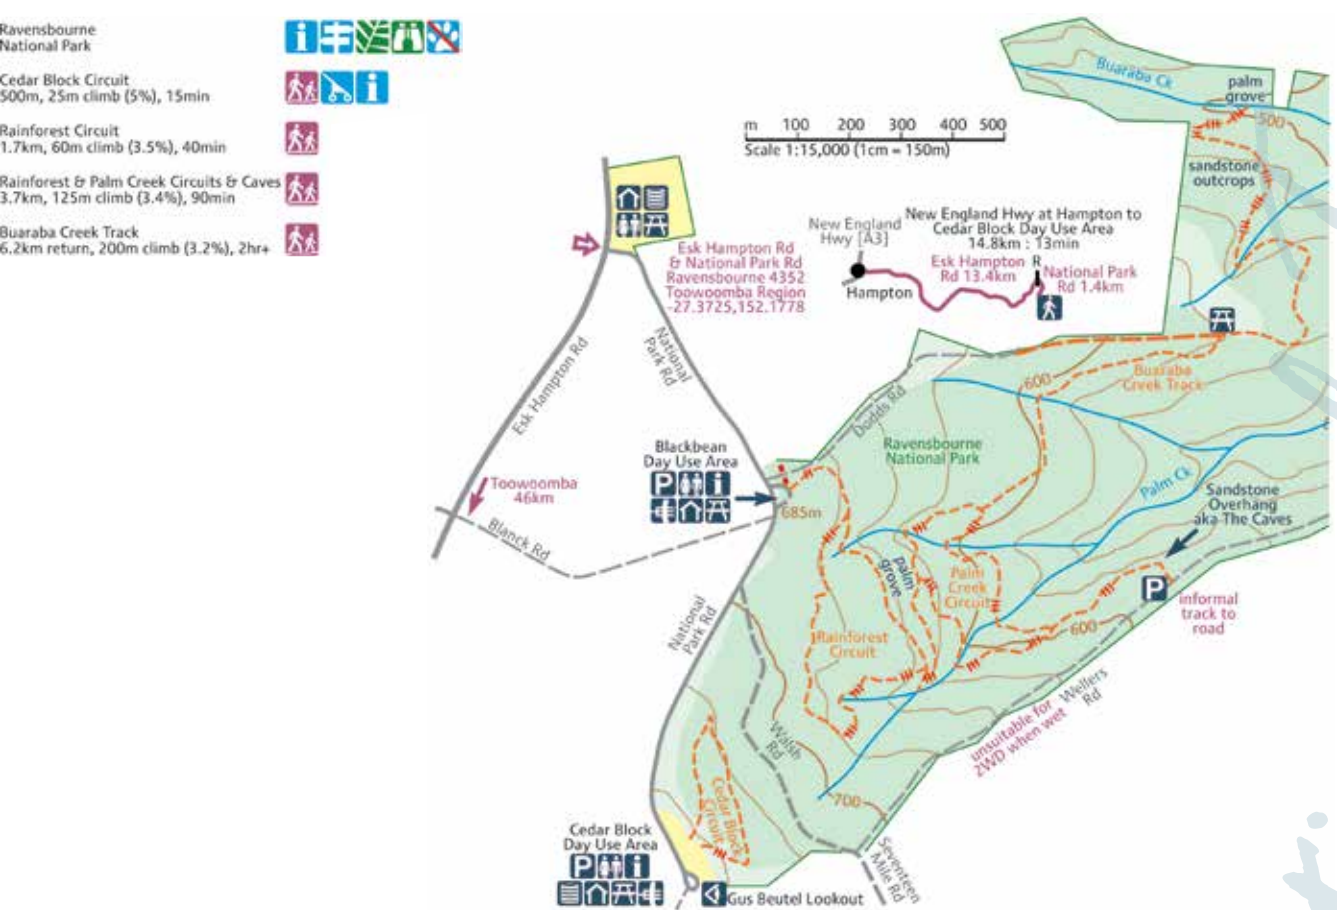 Ravensbourne
National Park
Cedar Block Circuit
500m, 25m climb (5%), 15min
Rainforest Circuit
1.7km, 60m climb (3.5%), 40min
Rainforest & Palm Creek Circuits & Caves
3.7km, 125m climb (3.4%), 90min
Buaraba Creek Track
6.2km return, 200m climb (3.2%), 2hr+
m 100 200 300 400 500
Scale 1:15,000 (1cm = 150m)
Buaraba Ck
palm
grove
500
sandstone
outcrops
New England
Hwy [A3]
New England Hwy at Hampton to
Cedar Block Day Use Area
14.8km : 13min
Esk Hampton
Rd 13.4km
R
National Park
Rd 1.4km
Hampton
Esk Hampton Rd
& National Park Rd
Ravensbourne 4352
Toowoomba Region
-27.3725,152.1778
Esk Hampton Rd
National
Park Rd
Toowoomba
46km
Blanck Rd
Blackbean
Day Use Area
P
i
685m
Dodds Rd
600
Buaraba
Creek Track
Ravensbourne
National Park
Palm Ck
Sandstone
Overhang
aka The Caves
P
informal
track to
road
palm
grove
Palm
Creek
Circuit
Rainforest
Circuit
600
Wellers
Rd
unsuitable for
2WD when wet
National
Park Rd
Walsh
Rd
700
Cedar Block
Circuit
Cedar Block
Day Use Area
P
i
Gus Beutel Lookout
Seventeen
Mile Rd